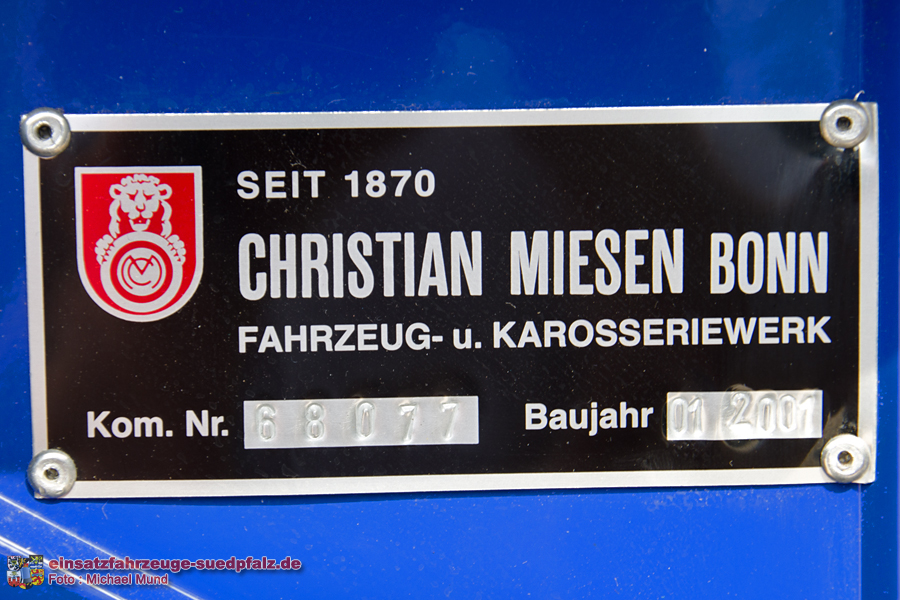 SEIT 1870
CHRISTIAN MIESEN BONN
FAHRZEUG- u. KAROSSERIEWERK
Kom. Nr. 68077 Baujahr 01 2001
einsatzfahrzeuge-suedpfalz.de
Foto : Michael Mund